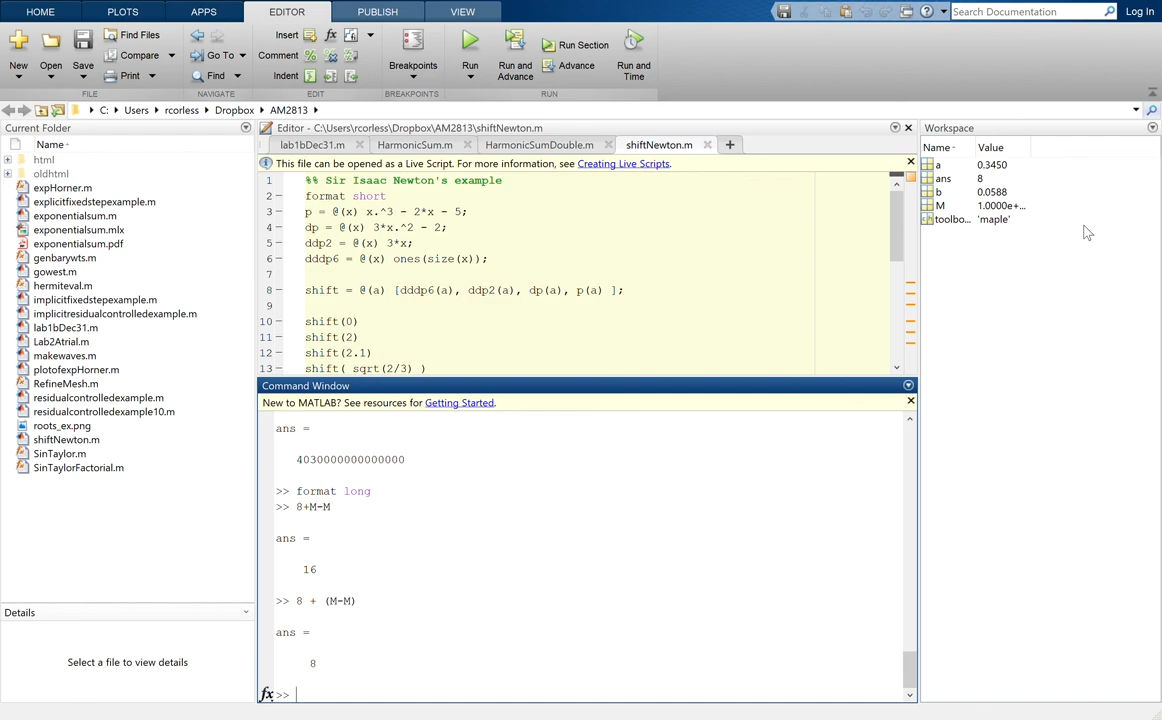 HOME PLOTS APPS EDITOR PUBLISH VIEW Search Documentation Log In
New Open Save Find Files Compare Print
Go To Find
Insert fx Comment Indent
Breakpoints
Run Run and Advance Run Section Advance Run and Time
FILE NAVIGATE EDIT BREAKPOINTS RUN
C: Users rcorless Dropbox AM2813
Current Folder
Name
html
oldhtml
expHorner.m
explicitfixedstepexample.m
exponentialsum.m
exponentialsum.mlx
exponentialsum.pdf
genbarywts.m
gowest.m
hermiteval.m
implicitfixedstepexample.m
implicitresidualcontrolledexample.m
lab1bDec31.m
Lab2Atrial.m
makewaves.m
plotofexpHorner.m
RefineMesh.m
residualcontrolledexample.m
residualcontrolledexample10.m
roots_ex.png
shiftNewton.m
SinTaylor.m
SinTaylorFactorial.m
Details
Select a file to view details
Editor - C:\Users\rcorless\Dropbox\AM2813\shiftNewton.m
lab1bDec31.m HarmonicSum.m HarmonicSumDouble.m shiftNewton.m
This file can be opened as a Live Script. For more information, see Creating Live Scripts.
1 %% Sir Isaac Newton's example
2 format short
3 p = @(x) x.^3 - 2*x - 5;
4 dp = @(x) 3*x.^2 - 2;
5 ddp2 = @(x) 3*x;
6 dddp6 = @(x) ones(size(x));
7
8 shift = @(a) [dddp6(a), ddp2(a), dp(a), p(a) ];
9
10 shift(0)
11 shift(2)
12 shift(2.1)
13 shift( sqrt(2/3) )
Command Window
New to MATLAB? See resources for Getting Started.
ans =
4030000000000000
>> format long
>> 8+M-M
ans =
16
>> 8 + (M-M)
ans =
8
fx >>
Workspace
Name Value
a 0.3450
ans 8
b 0.0588
M 1.0000e+...
toolbo... 'maple'